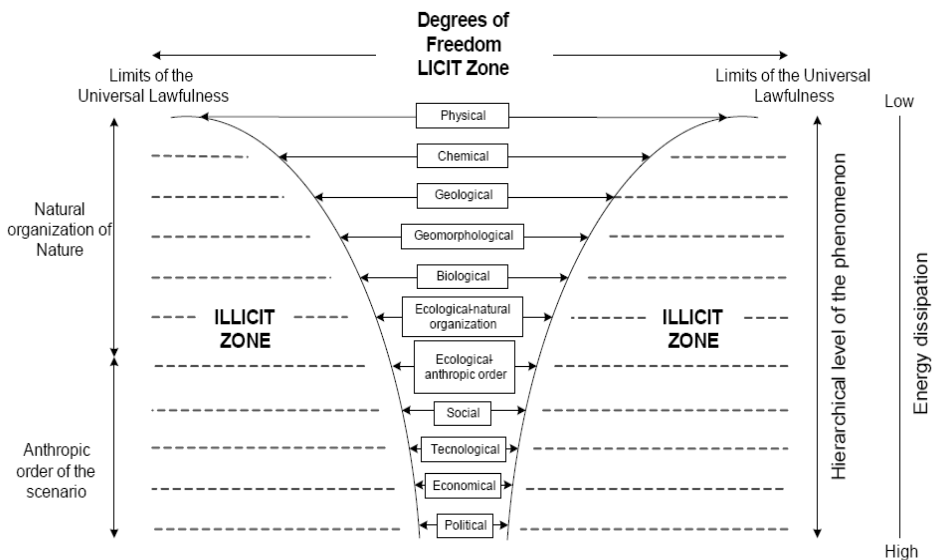 Degrees of
Freedom
LICIT Zone
Limits of the
Universal Lawfulness
Limits of the Universal
Lawfulness
Low
Physical
Chemical
Geological
Geomorphological
Biological
Ecological-natural
organization
Ecological-
anthropic order
Social
Tecnological
Economical
Political
Natural
organization of
Nature
Anthropic
order of the
scenario
ILLICIT
ZONE
ILLICIT
ZONE
Hierarchical level of the phenomenon
Energy dissipation
High